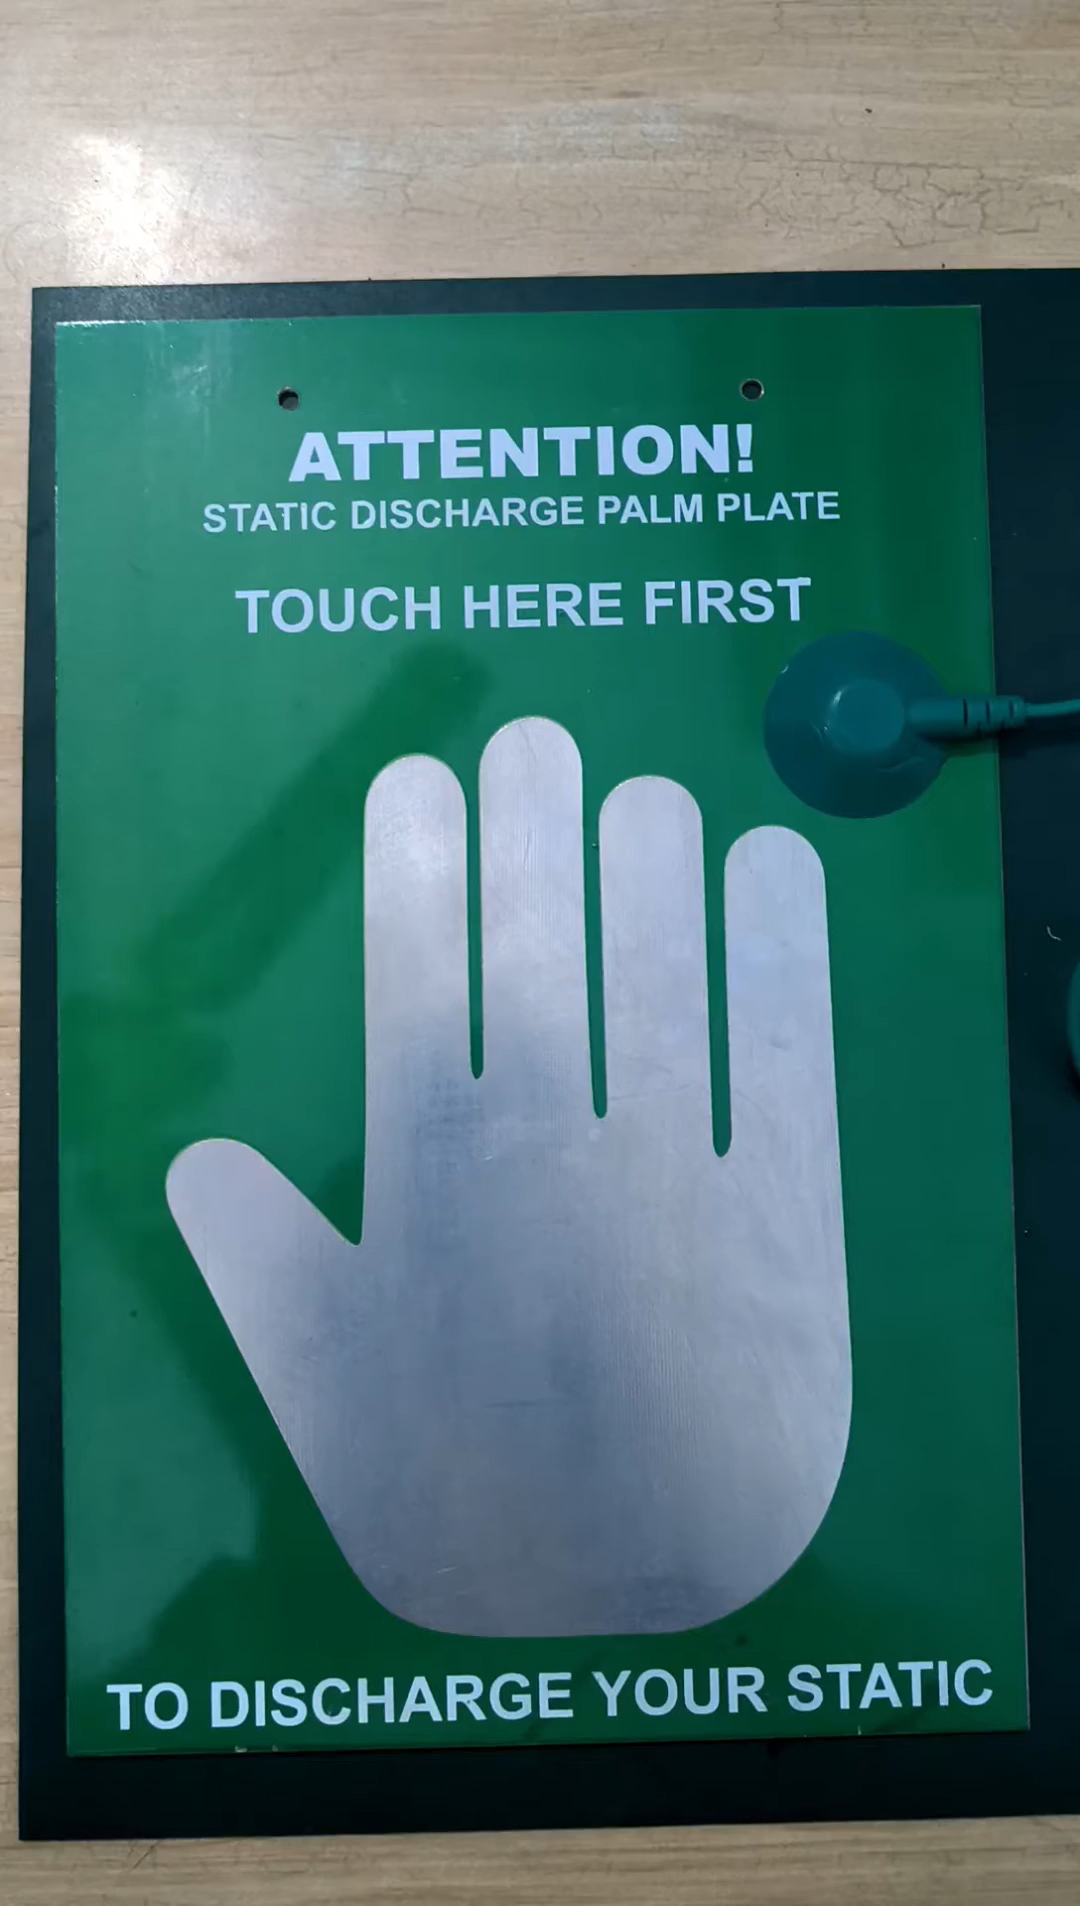 ATTENTION!
STATIC DISCHARGE PALM PLATE
TOUCH HERE FIRST
TO DISCHARGE YOUR STATIC